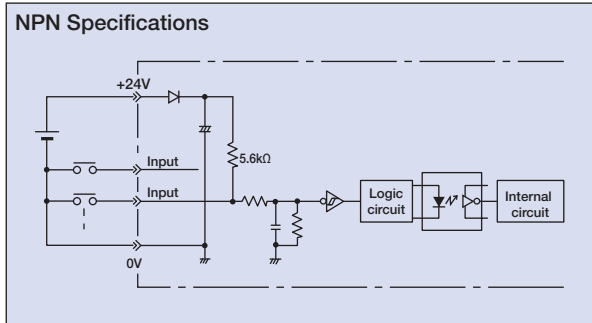 NPN Specifications
+24V
5.6kΩ
Input
Input
Logic
circuit
Internal
circuit
0V